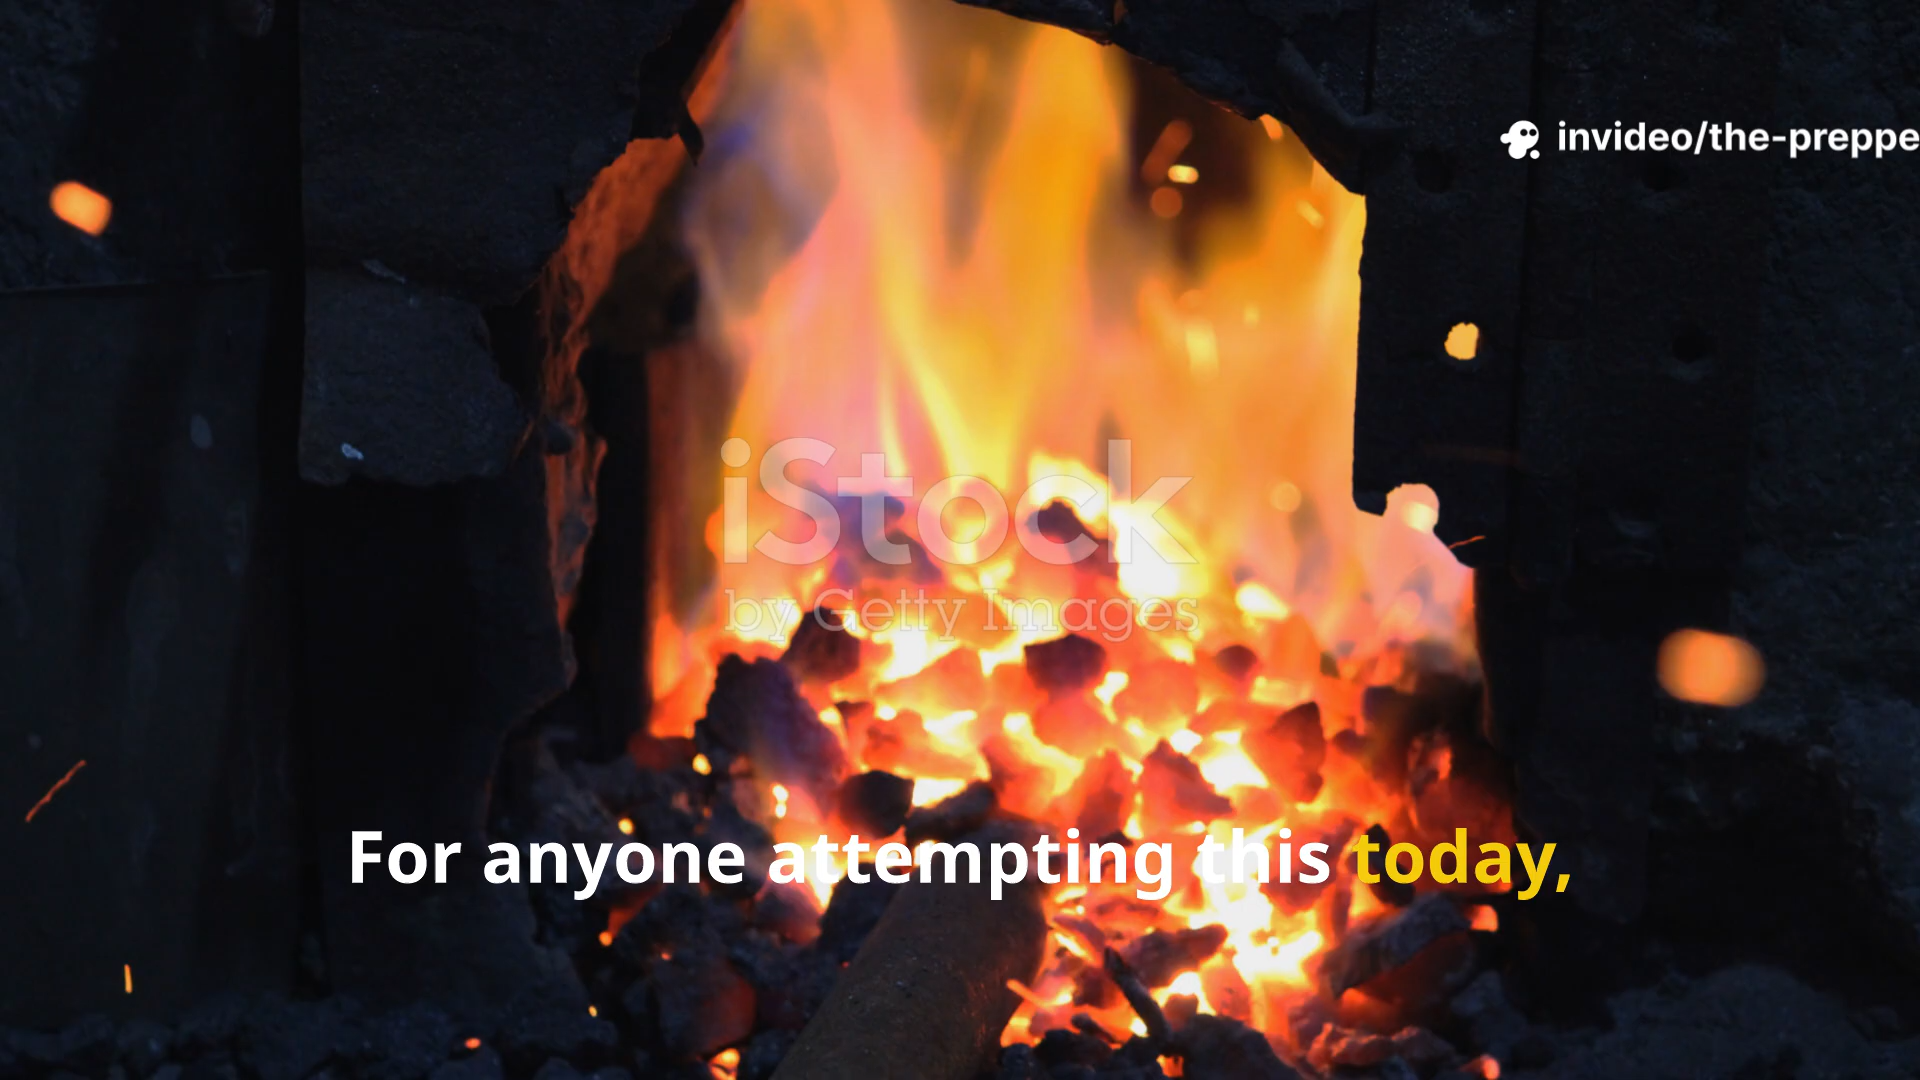 invideo/the-preppe
iStock
by Getty Images
For anyone attempting this today,